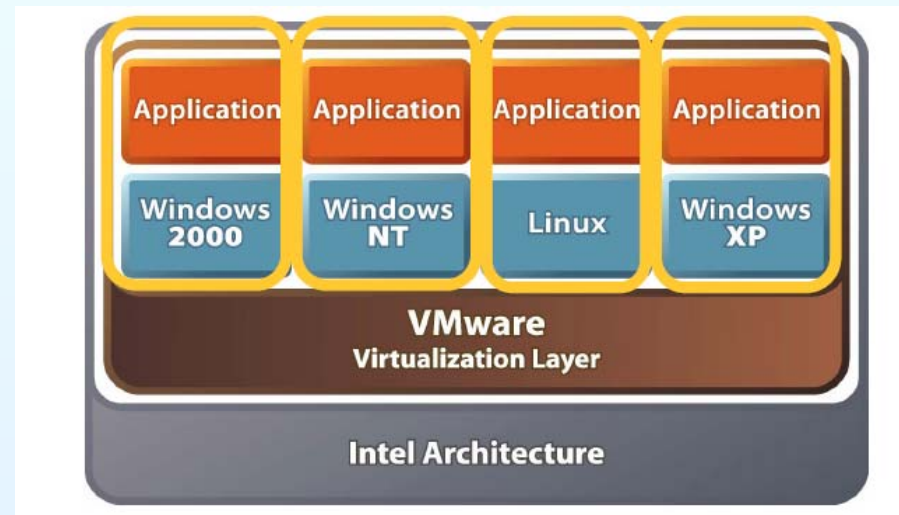 Application Application Application Application
Windows 2000
Windows NT
Linux
Windows XP
VMware
Virtualization Layer
Intel Architecture